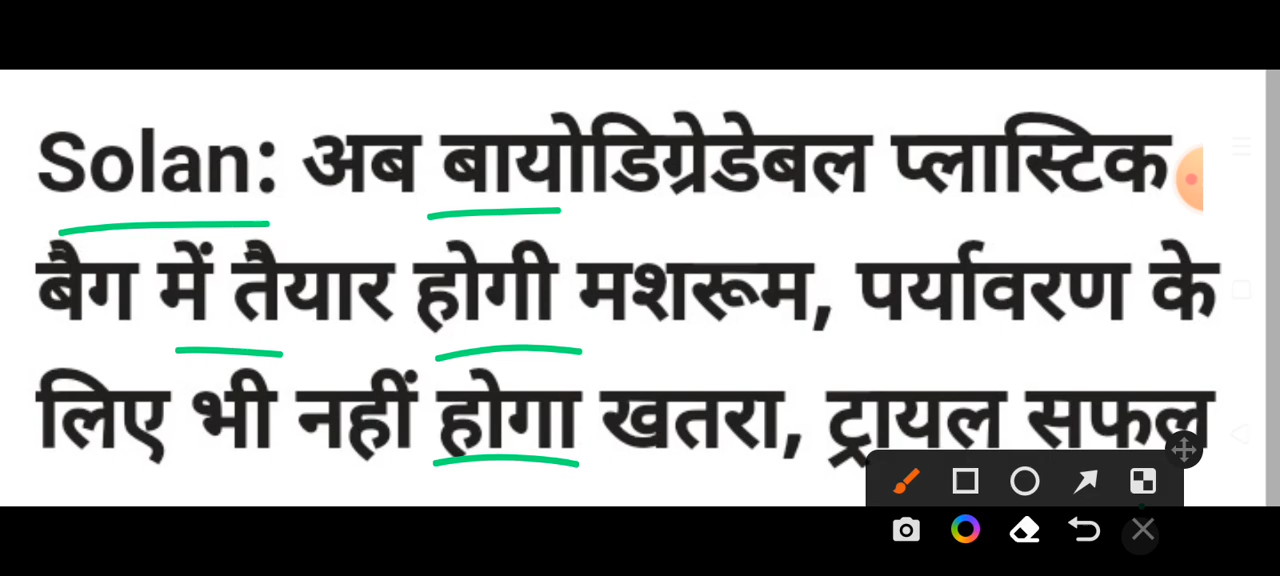 Solan: अब बायोडिग्रेडेबल प्लास्टिक
बैग में तैयार होगी मशरूम, पर्यावरण के
लिए भी नहीं होगा खतरा, ट्रायल सफल